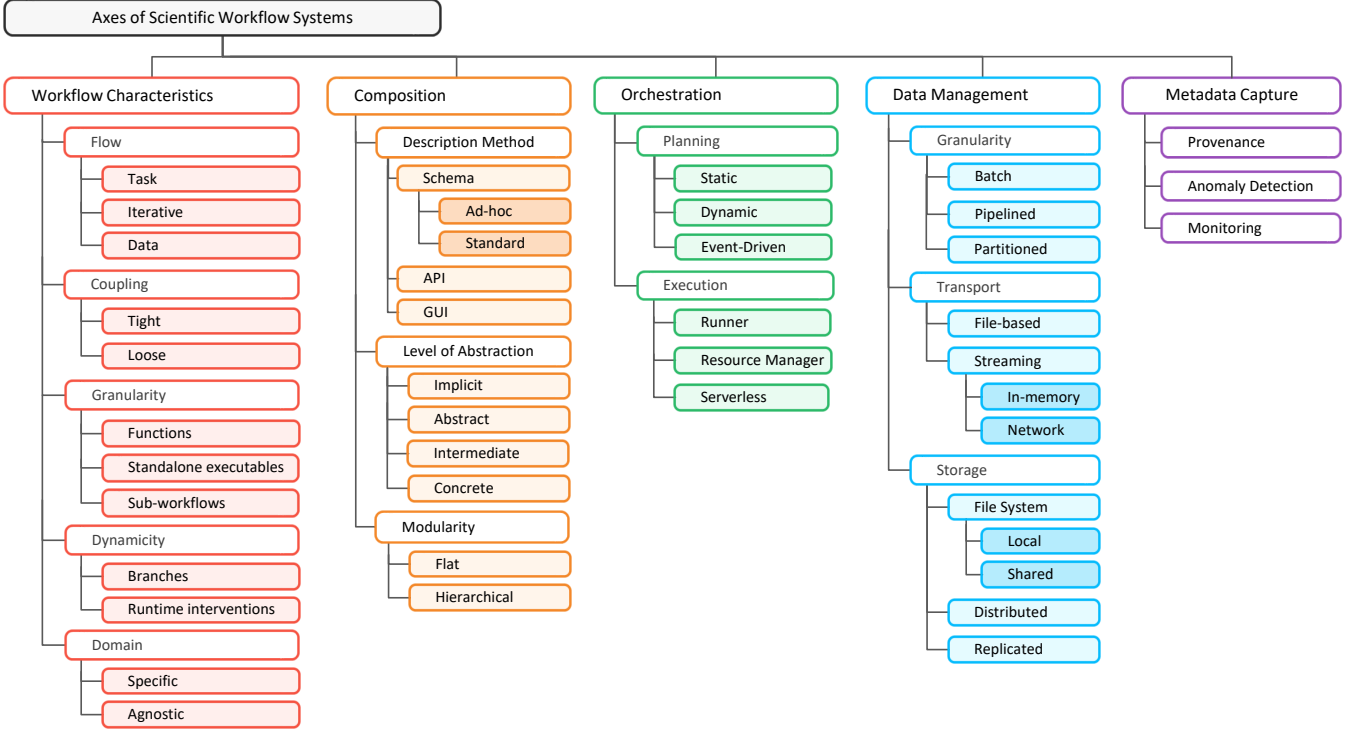 Axes of Scientific Workflow Systems
Workflow Characteristics
Flow
Task
Iterative
Data
Coupling
Tight
Loose
Granularity
Functions
Standalone executables
Sub-workflows
Dynamicity
Branches
Runtime interventions
Domain
Specific
Agnostic
Composition
Description Method
Schema
Ad-hoc
Standard
API
GUI
Level of Abstraction
Implicit
Abstract
Intermediate
Concrete
Modularity
Flat
Hierarchical
Orchestration
Planning
Static
Dynamic
Event-Driven
Execution
Runner
Resource Manager
Serverless
Data Management
Granularity
Batch
Pipelined
Partitioned
Transport
File-based
Streaming
In-memory
Network
Storage
File System
Local
Shared
Distributed
Replicated
Metadata Capture
Provenance
Anomaly Detection
Monitoring